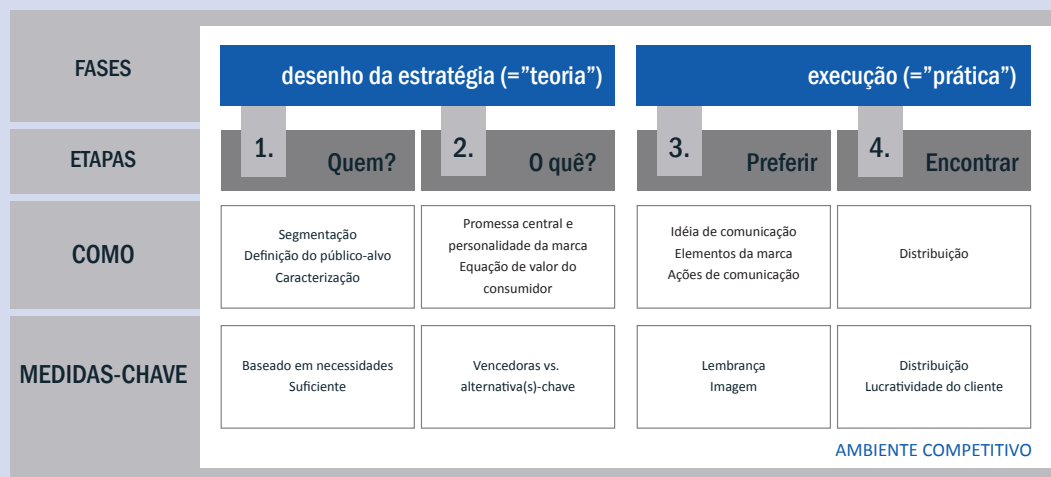 FASES
desenho da estratégia (=”teoria”)
execução (=”prática”)
ETAPAS
1.
Quem?
2.
O quê?
3.
Preferir
4.
Encontrar
COMO
Segmentação
Definição do público-alvo
Caracterização
Promessa central e
personalidade da marca
Equação de valor do
consumidor
Idéia de comunicação
Elementos da marca
Ações de comunicação
Distribuição
MEDIDAS-CHAVE
Baseado em necessidades
Suficiente
Vencedoras vs.
alternativa(s)-chave
Lembrança
Imagem
Distribuição
Lucratividade do cliente
AMBIENTE COMPETITIVO